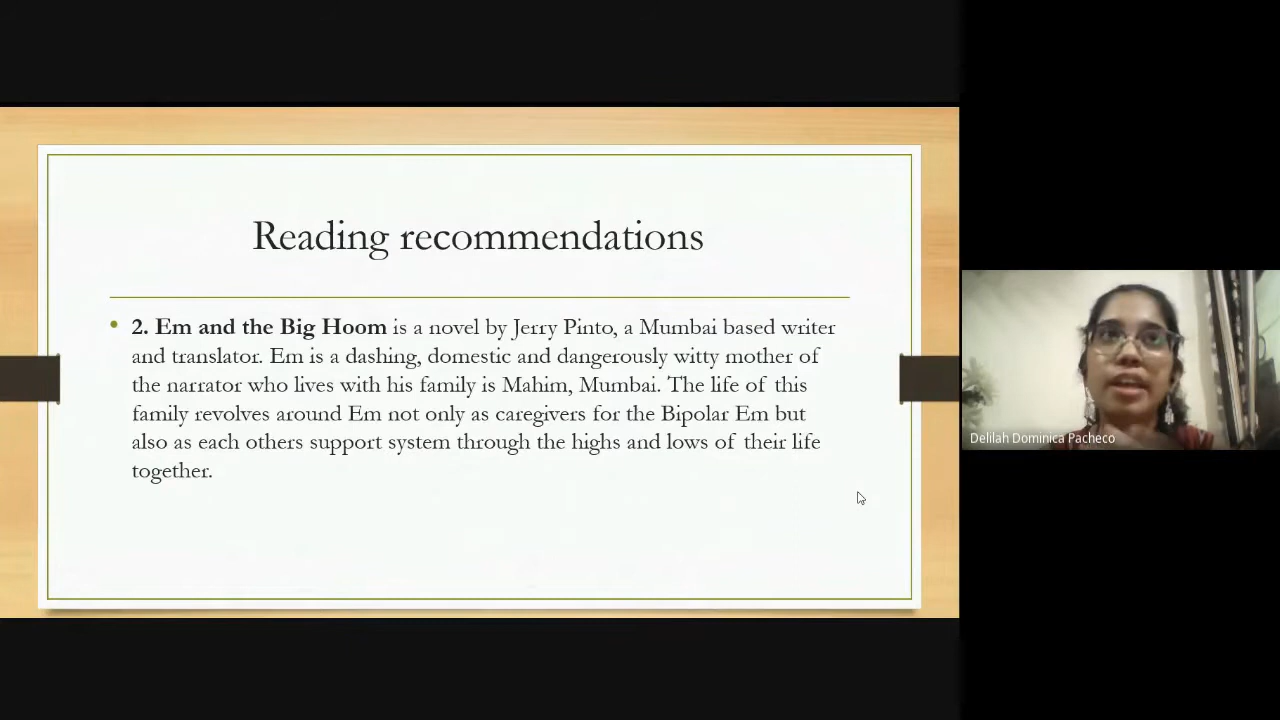 Reading recommendations
• 2. Em and the Big Hoom is a novel by Jerry Pinto, a Mumbai based writer
and translator. Em is a dashing, domestic and dangerously witty mother of
the narrator who lives with his family is Mahim, Mumbai. The life of this
family revolves around Em not only as caregivers for the Bipolar Em but
also as each others support system through the highs and lows of their life
together.
Delilah Dominica Pacheco